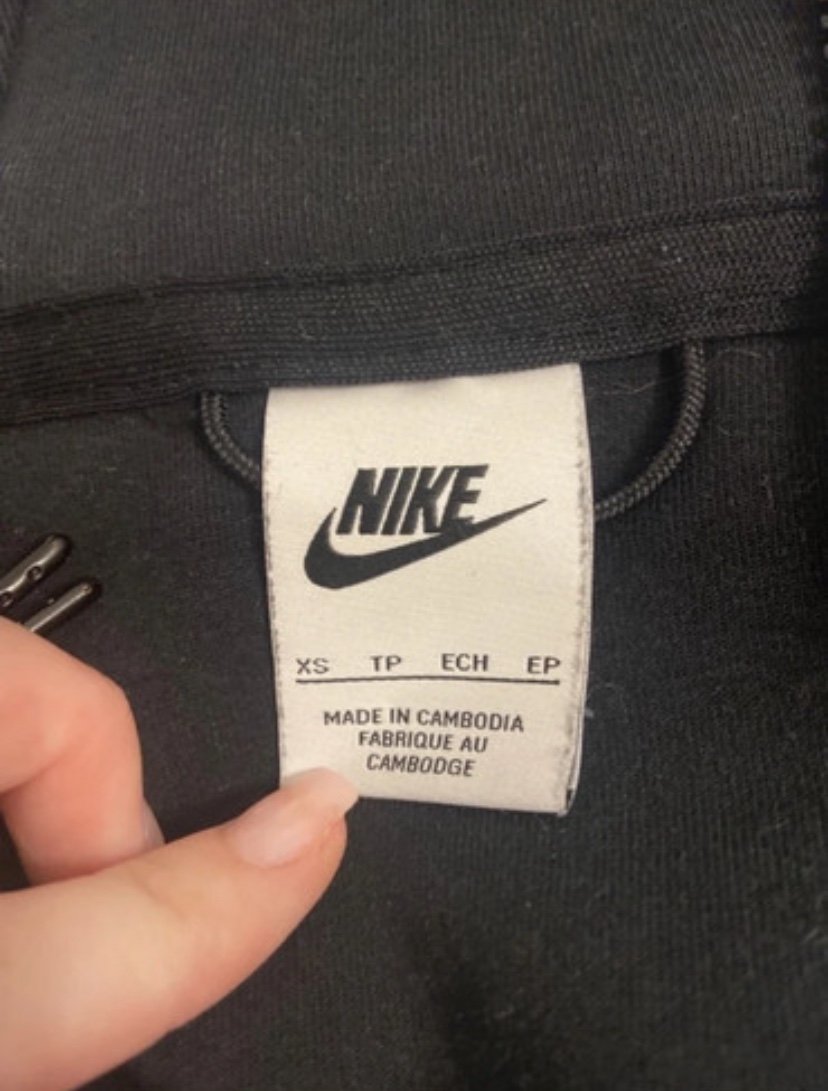 NIKE
XS TP ECH EP
MADE IN CAMBODIA
FABRIQUE AU
CAMBODGE